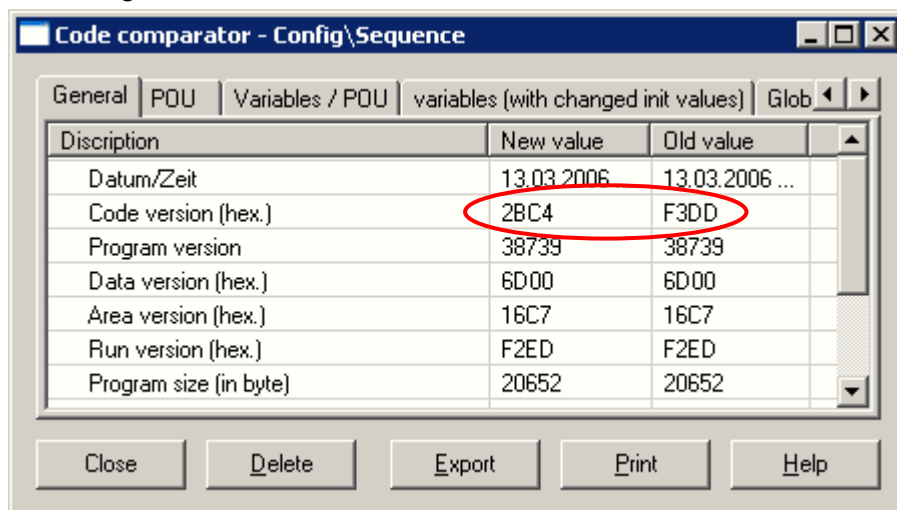 Code comparator - Config\Sequence
General POU Variables / POU variables (with changed init values) Glob
Discription New value Old value
Datum/Zeit 13.03.2006 13.03.2006 ...
Code version (hex.) 2BC4 F3DD
Program version 38739 38739
Data version (hex.) 6D00 6D00
Area version (hex.) 16C7 16C7
Run version (hex.) F2ED F2ED
Program size (in byte) 20652 20652
Close Delete Export Print Help